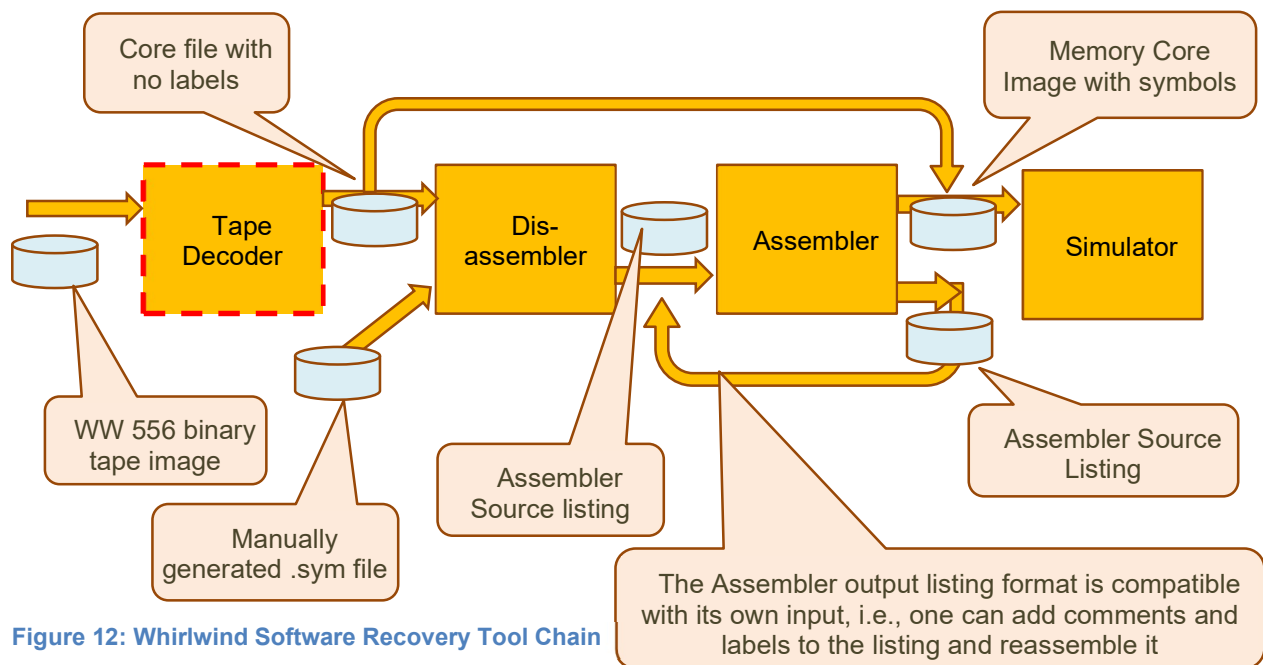 Core file with
no labels
Memory Core
Image with symbols
Tape
Decoder
Dis-
assembler
Assembler
Simulator
WW 556 binary
tape image
Manually
generated .sym file
Assembler
Source listing
Assembler Source
Listing
The Assembler output listing format is compatible
with its own input, i.e., one can add comments and
labels to the listing and reassemble it
Figure 12: Whirlwind Software Recovery Tool Chain